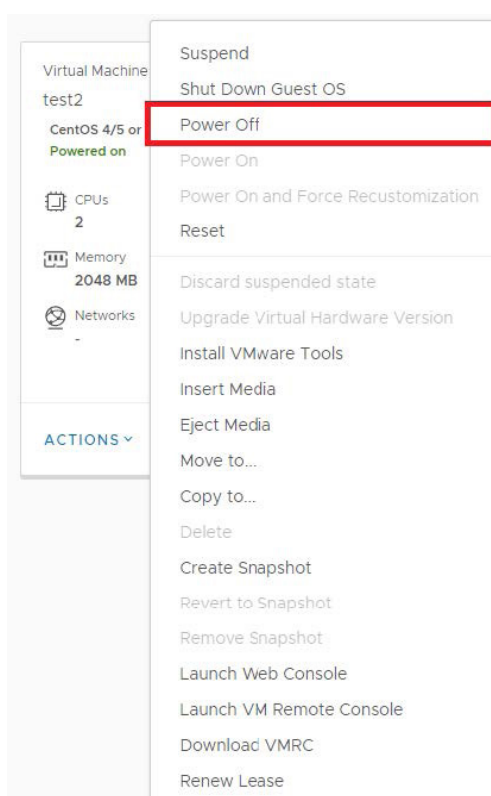 Virtual Machine
test2
CentOS 4/5 or
Powered on
CPUs
2
Memory
2048 MB
Networks
-
ACTIONS
Suspend
Shut Down Guest OS
Power Off
Power On
Power On and Force Recustomization
Reset
Discard suspended state
Upgrade Virtual Hardware Version
Install VMware Tools
Insert Media
Eject Media
Move to...
Copy to...
Delete
Create Snapshot
Revert to Snapshot
Remove Snapshot
Launch Web Console
Launch VM Remote Console
Download VMRC
Renew Lease